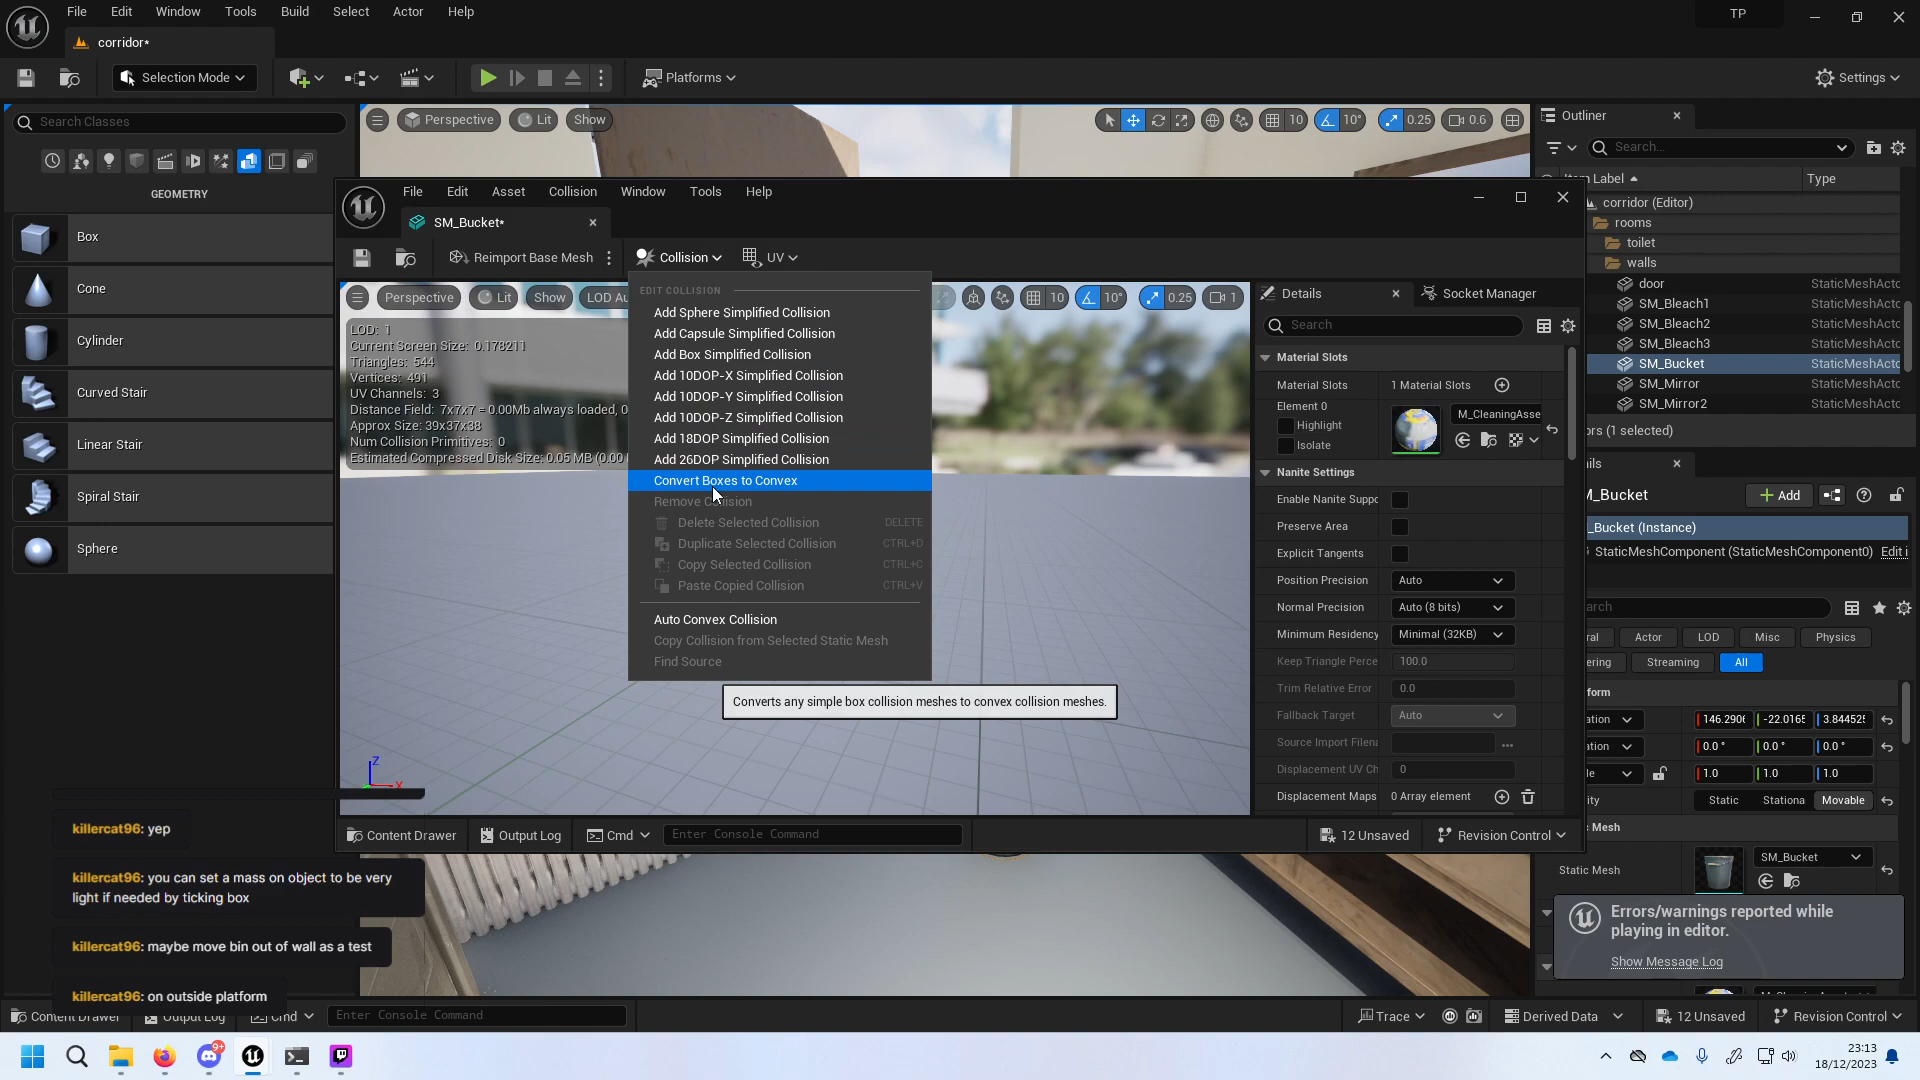 File Edit Window Tools Build Select Actor Help
TP
corridor*
Selection Mode
Platforms
Settings
Search Classes
Perspective
Lit
Show
10
10°
0.25
0.6
Outliner
Search...
Item Label
Type
GEOMETRY
Box
Cone
Cylinder
Curved Stair
Linear Stair
Spiral Stair
Sphere
corridor (Editor)
rooms
toilet
walls
door StaticMeshActo
SM_Bleach1 StaticMeshActo
SM_Bleach2 StaticMeshActo
SM_Bleach3 StaticMeshActo
SM_Bucket StaticMeshActo
SM_Mirror StaticMeshActo
SM_Mirror2 StaticMeshActo
ors (1 selected)
File Edit Asset Collision Window Tools Help
SM_Bucket*
Reimport Base Mesh
Collision
UV
Perspective
Lit
Show
LOD Au
10
10°
0.25
1
LOD: 1
Current Screen Size: 0.178211
Triangles: 544
Vertices: 491
UV Channels: 3
Distance Field: 7x7x7 = 0.00Mb always loaded, 0
Approx Size: 39x37x38
Num Collision Primitives: 0
Estimated Compressed Disk Size: 0.05 MB (0.00
EDIT COLLISION
Add Sphere Simplified Collision
Add Capsule Simplified Collision
Add Box Simplified Collision
Add 10DOP-X Simplified Collision
Add 10DOP-Y Simplified Collision
Add 10DOP-Z Simplified Collision
Add 18DOP Simplified Collision
Add 26DOP Simplified Collision
Convert Boxes to Convex
Remove Collision
Delete Selected Collision DELETE
Duplicate Selected Collision CTRL+D
Copy Selected Collision CTRL+C
Paste Copied Collision CTRL+V
Auto Convex Collision
Copy Collision from Selected Static Mesh
Find Source
Converts any simple box collision meshes to convex collision meshes.
Z
X
Details
Socket Manager
Search
Material Slots
Material Slots 1 Material Slots
Element 0
Highlight
Isolate
M_CleaningAsse
Nanite Settings
Enable Nanite Suppo
Preserve Area
Explicit Tangents
Position Precision Auto
Normal Precision Auto (8 bits)
Minimum Residency Minimal (32KB)
Keep Triangle Perce 100.0
Trim Relative Error 0.0
Fallback Target Auto
Source Import Filena
Displacement UV Ch 0
Displacement Maps 0 Array element
Content Drawer
Output Log
Cmd
Enter Console Command
12 Unsaved
Revision Control
ails
M_Bucket
Add
_Bucket (Instance)
StaticMeshComponent (StaticMeshComponent0) Edit i
arch
ral Actor LOD Misc Physics
ering Streaming All
form
ation 146.2906 -22.0165 3.844525
ation 0.0° 0.0° 0.0°
le 1.0 1.0 1.0
ity Static Stationa Movable
c Mesh
Static Mesh
SM_Bucket
Errors/warnings reported while
playing in editor.
Show Message Log
killercat96: yep
killercat96: you can set a mass on object to be very
light if needed by ticking box
killercat96: maybe move bin out of wall as a test
killercat96: on outside platform
Content Drawer
Output Log
Cmd
Enter Console Command
Trace
Derived Data
12 Unsaved
Revision Control
9+
23:13
18/12/2023